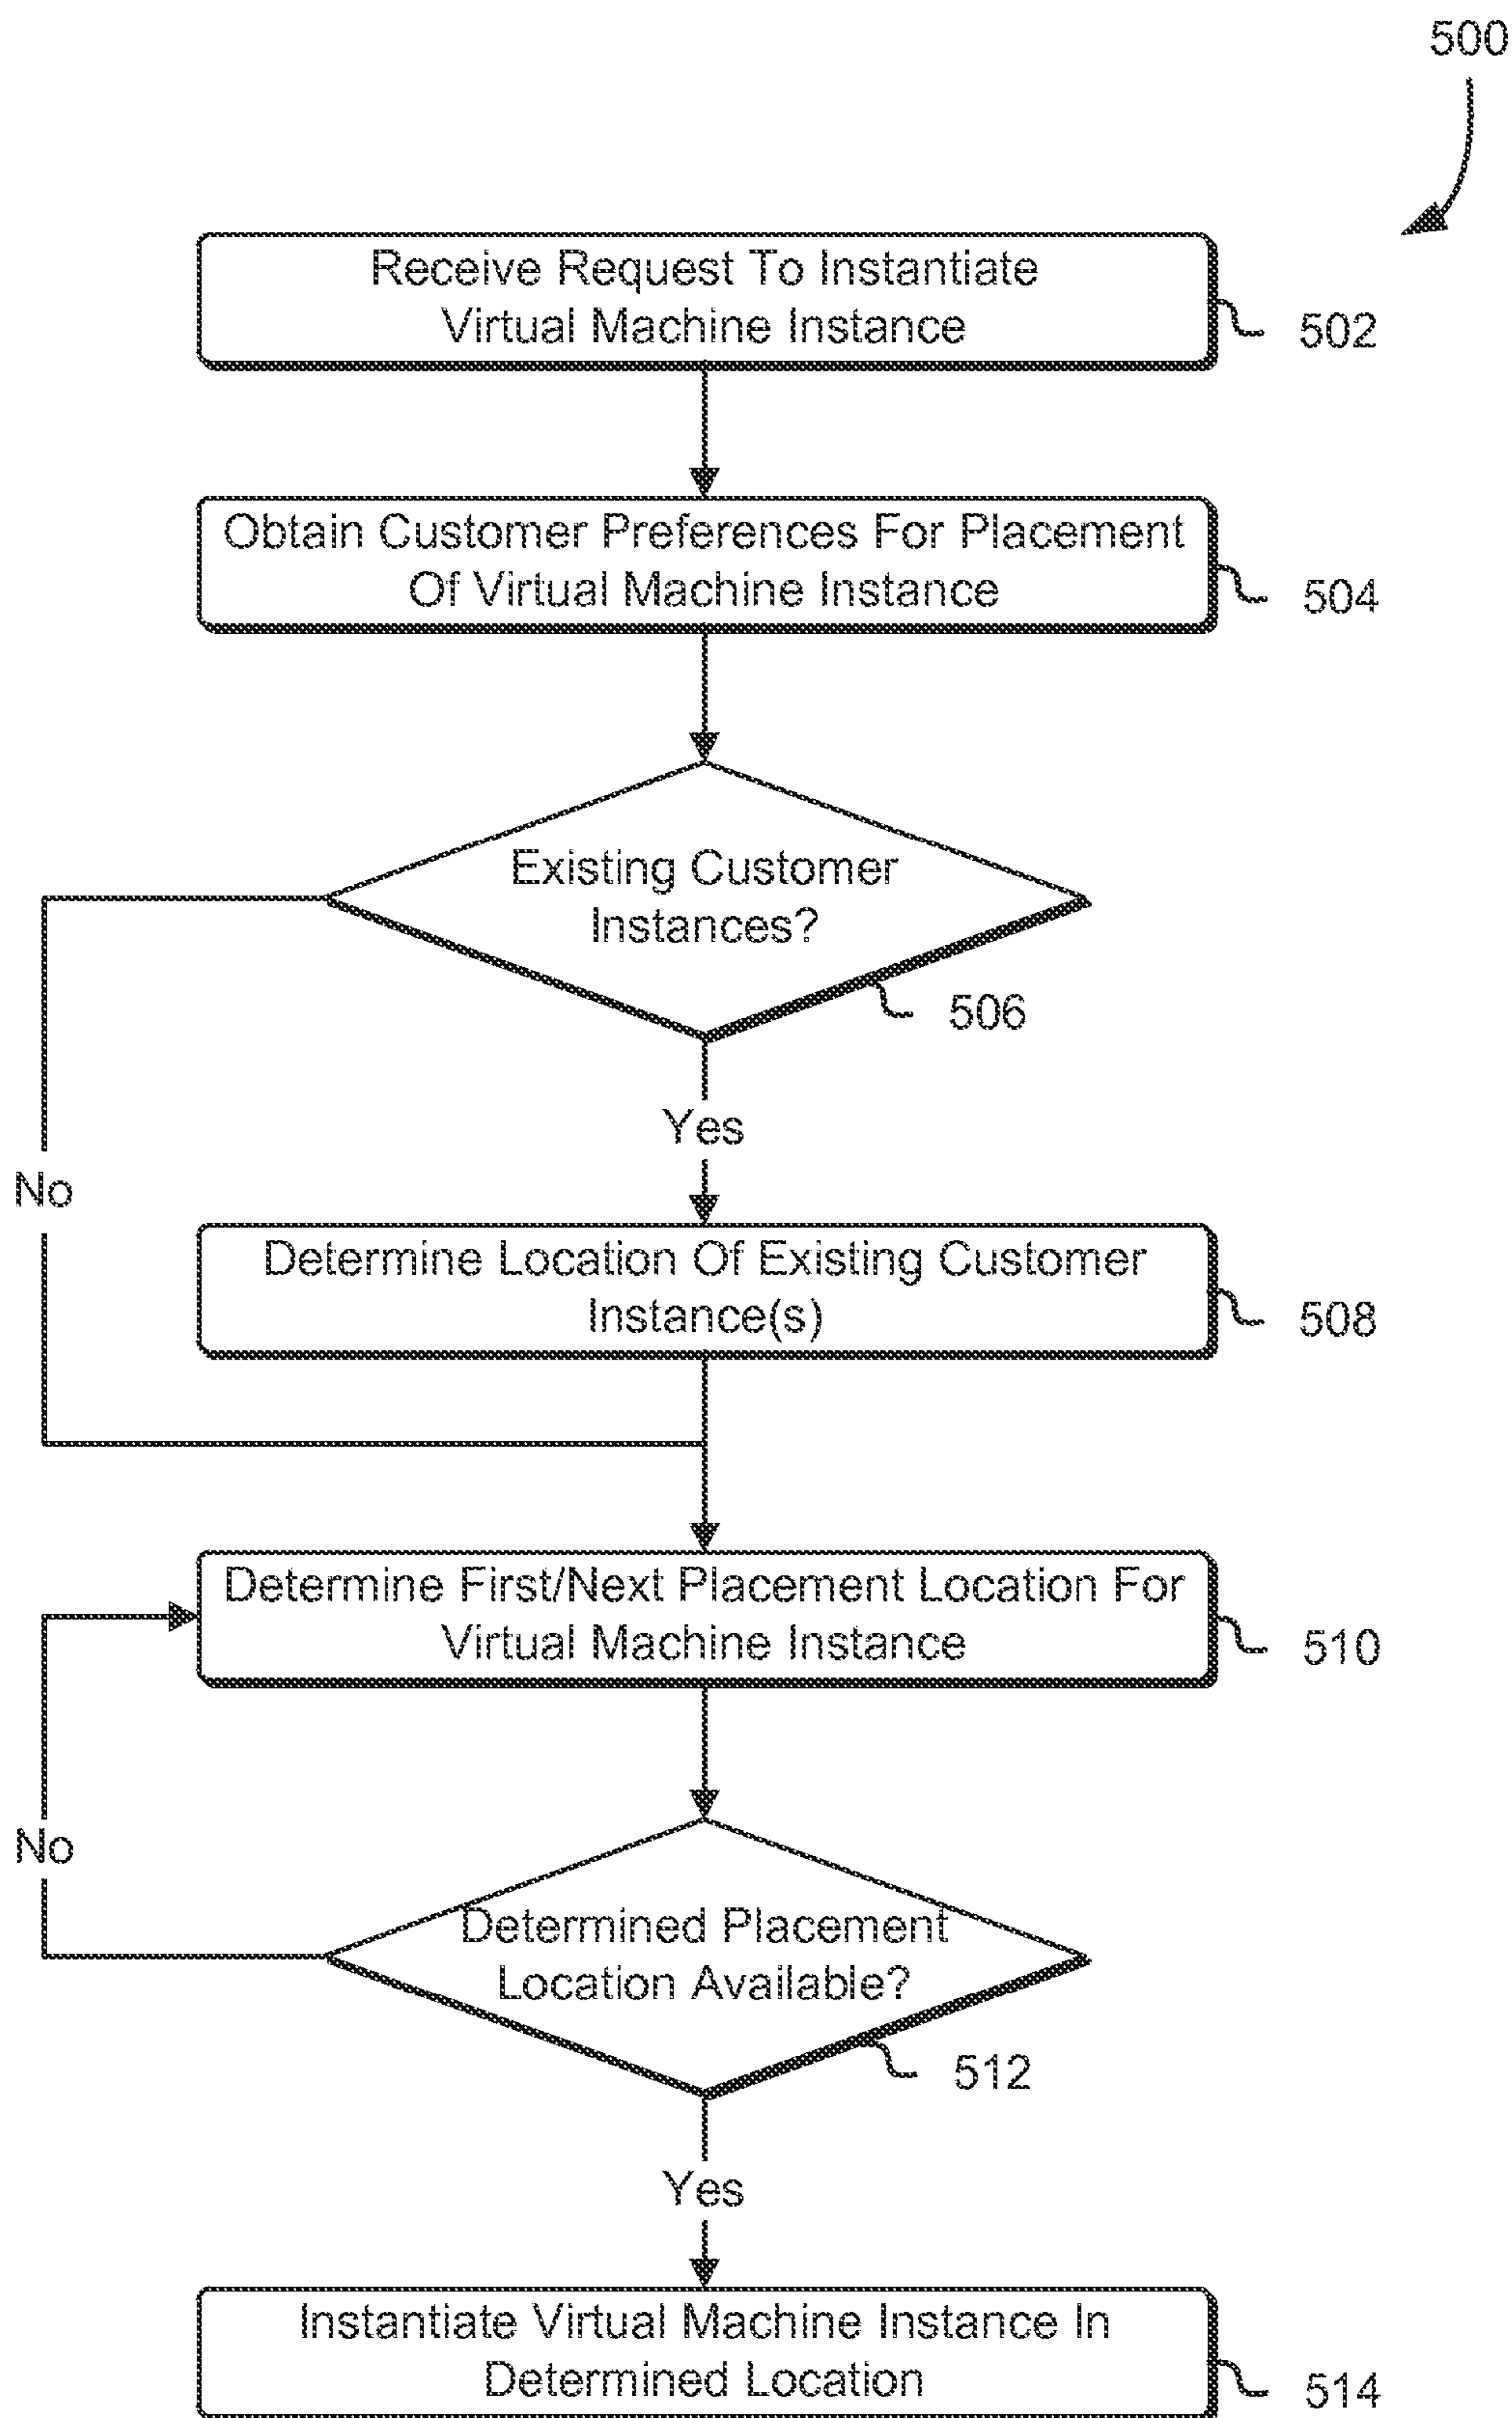 500
Receive Request To Instantiate
Virtual Machine Instance
502
Obtain Customer Preferences For Placement
Of Virtual Machine Instance
504
Existing Customer
Instances?
506
Yes
No
Determine Location Of Existing Customer
Instance(s)
508
Determine First/Next Placement Location For
Virtual Machine Instance
510
No
Determined Placement
Location Available?
512
Yes
Instantiate Virtual Machine Instance In
Determined Location
514